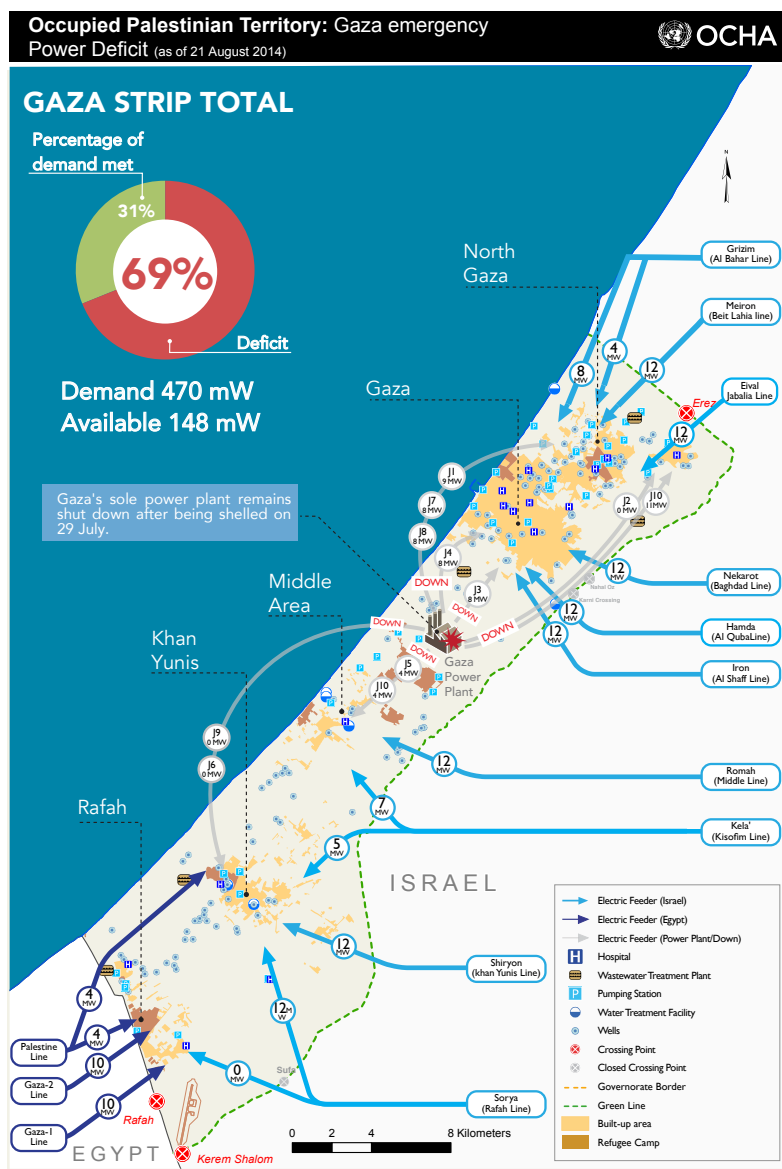 Occupied Palestinian Territory: Gaza emergency
Power Deficit (as of 21 August 2014)
OCHA
GAZA STRIP TOTAL
Percentage of
demand met
31%
69%
Deficit
Demand 470 mW
Available 148 mW
Gaza's sole power plant remains
shut down after being shelled on
29 July.
N
North
Gaza
Gaza
Middle
Area
Khan
Yunis
Rafah
Grizim
(Al Bahar Line)
Meiron
(Beit Lahia line)
Eival
Jabalia Line)
Nekarot
(Baghdad Line)
Hamda
(Al QubaLine)
Iron
(Al Shaff Line)
Romah
(Middle Line)
Kela'
(Kisofim Line)
Shiryon
(khan Yunis Line)
Sorya
(Rafah Line)
8
MW
4
MW
12
MW
12
MW
Erez
J1
9 MW
J7
8 MW
J8
8 MW
J4
8 MW
J3
8 MW
J2
0 MW
J10
11MW
DOWN
DOWN
DOWN
DOWN
DOWN
Nahal Oz
Karni Crossing
12
MW
12
MW
12
MW
Gaza
Power
Plant
J5
4 MW
J10
4 MW
J9
0 MW
J6
0 MW
12
MW
7
MW
5
MW
12
MW
12M
W
0
MW
ISRAEL
4
MW
4
MW
10
MW
10
MW
Palestine
Line
Gaza-2
Line
Gaza-1
Line
Rafah
EGYPT
Kerem Shalom
Sufa
0 2 4 8 Kilometers
Electric Feeder (Israel)
Electric Feeder (Egypt)
Electric Feeder (Power Plant/Down)
H Hospital
Wastewater Treatment Plant
P Pumping Station
Water Treatment Facility
Wells
Crossing Point
Closed Crossing Point
Governorate Border
Green Line
Built-up area
Refugee Camp